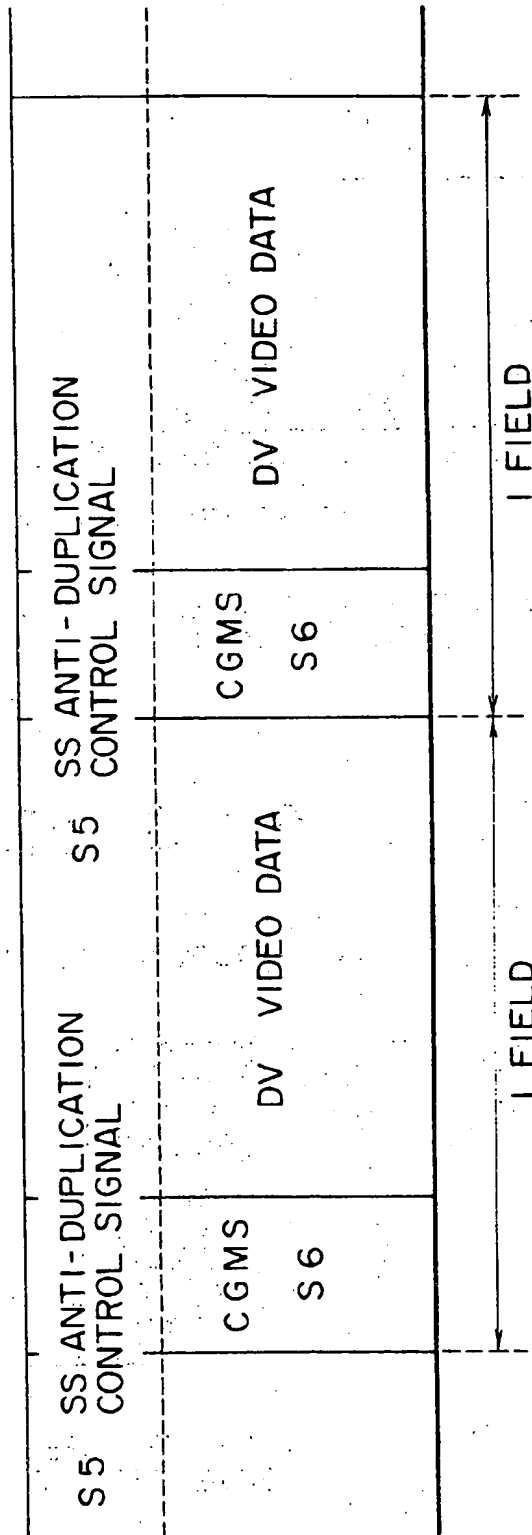 S5 SS ANTI-DUPLICATION
CONTROL SIGNAL
S5 SS ANTI-DUPLICATION
CONTROL SIGNAL
CGMS
S6
DV VIDEO DATA
CGMS
S6
DV VIDEO DATA
1 FIELD
1 FIELD